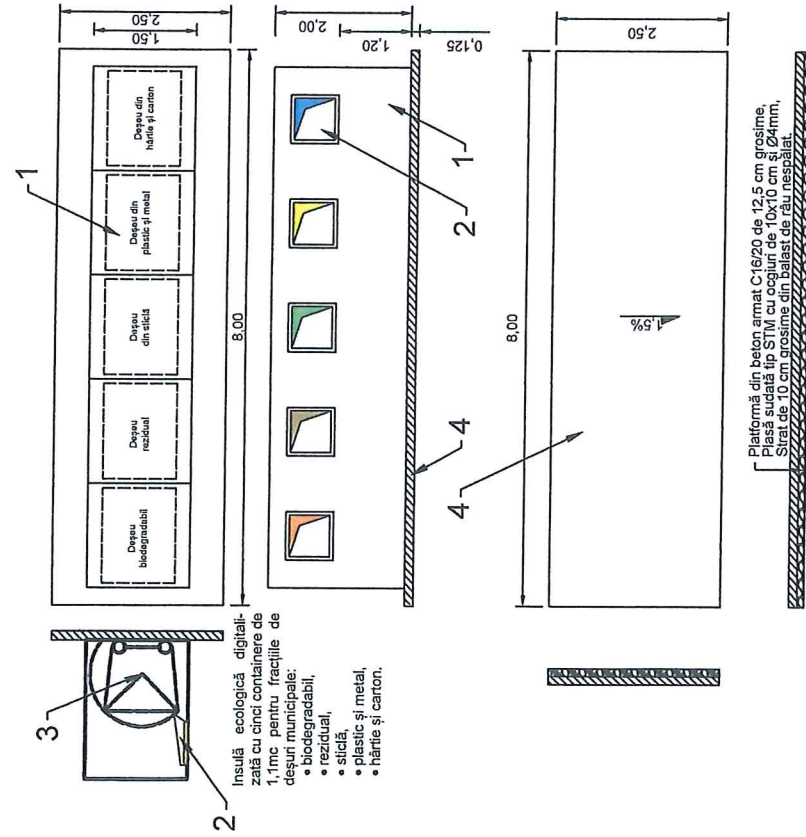 1
Deșeu
biodegradabil
Deșeu
rezidual
Deșeu
din sticlă
Deșeu din
plastic și metal
Deșeu din
hârtie și carton
1,50
2,50
8,00
3
2
Insulă ecologică digitali-
zată cu cinci containere de
1,1mc pentru fracțiile de
deșuri municipale:
• biodegradabil,
• rezidual,
• sticlă,
• plastic și metal,
• hârtie și carton.
2,00
1,20
0,125
1
2
4
8,00
2,50
1,5%
4
Platformă din beton armat C16/20 de 12,5 cm grosime,
Plasă sudată tip STM cu ocgiuri de 10x10 cm și Ø4mm,
Strat de 10 cm grosime din balast de râu nespălat.